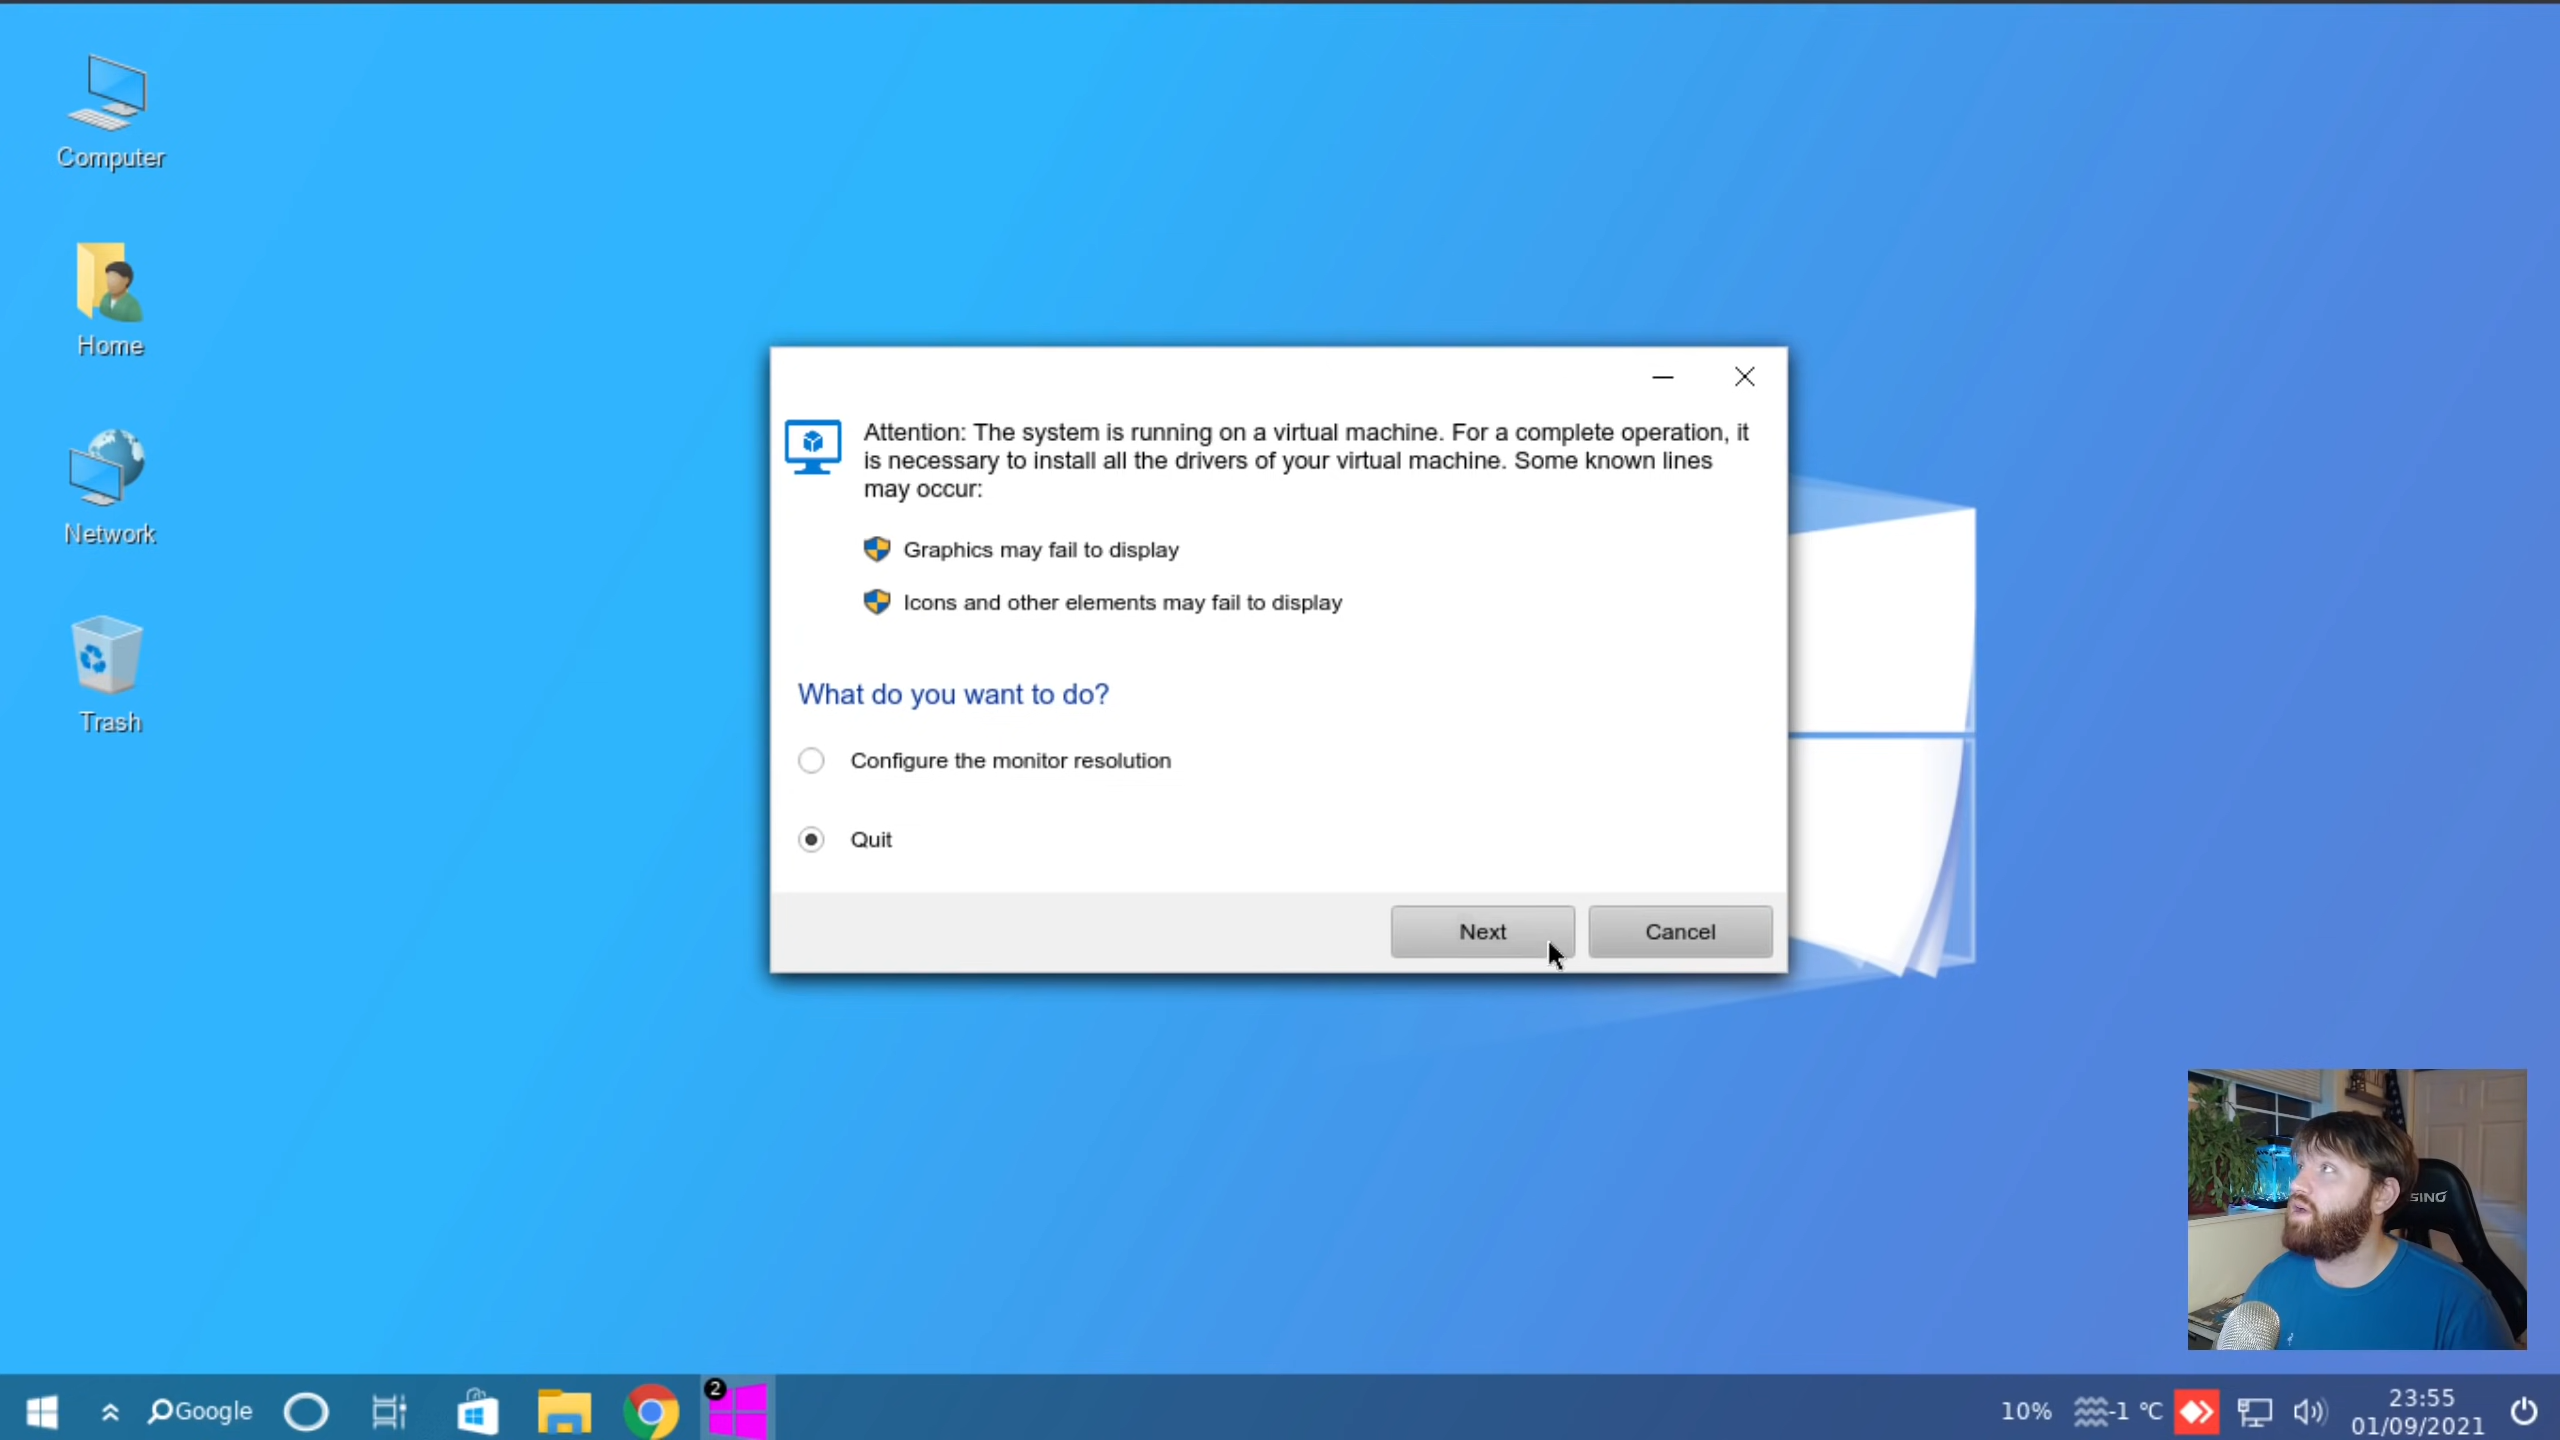 Computer
Home
Network
Trash
Attention: The system is running on a virtual machine. For a complete operation, it
is necessary to install all the drivers of your virtual machine. Some known lines
may occur:
Graphics may fail to display
Icons and other elements may fail to display
What do you want to do?
Configure the monitor resolution
Quit
Next
Cancel
SINO
Google
2
10%
-1 °C
23:55
01/09/2021